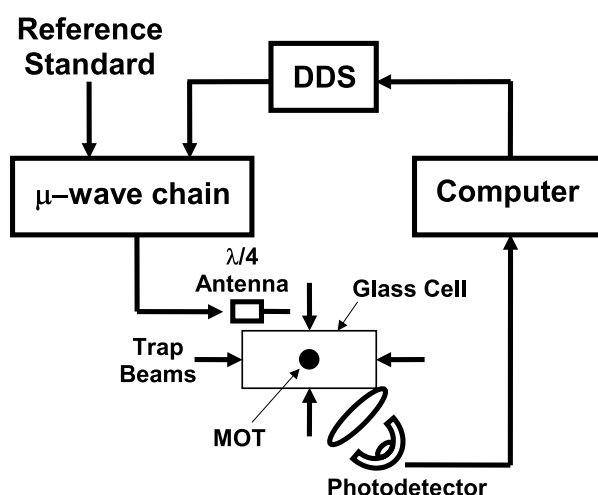 Reference
Standard
DDS
μ–wave chain
Computer
λ/4
Antenna
Glass Cell
Trap
Beams
MOT
Photodetector